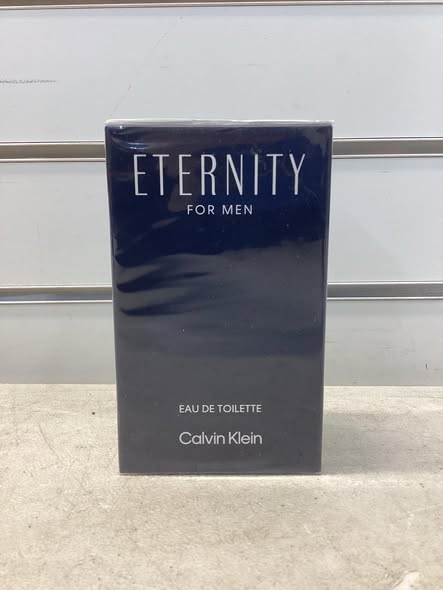 ETERNITY
FOR MEN
EAU DE TOILETTE
Calvin Klein